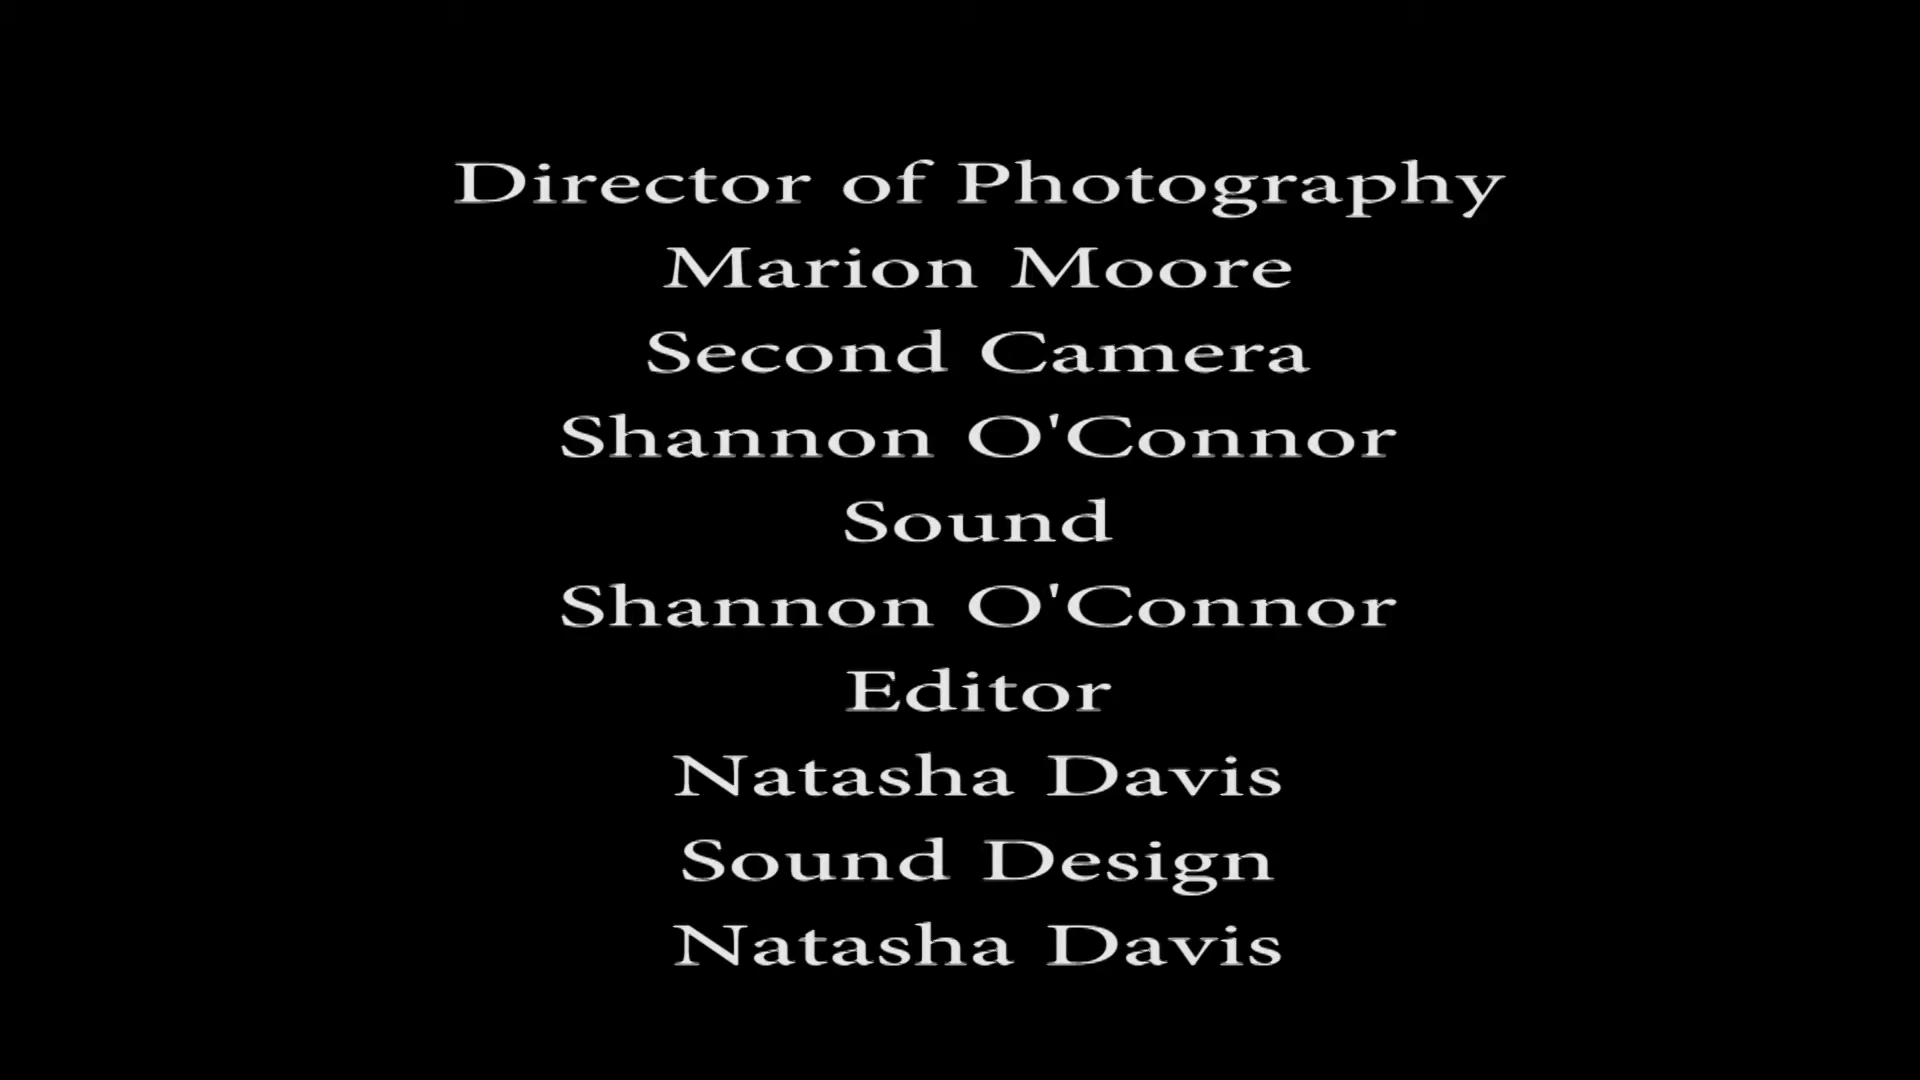 Director of Photography
Marion Moore
Second Camera
Shannon O'Connor
Sound
Shannon O'Connor
Editor
Natasha Davis
Sound Design
Natasha Davis